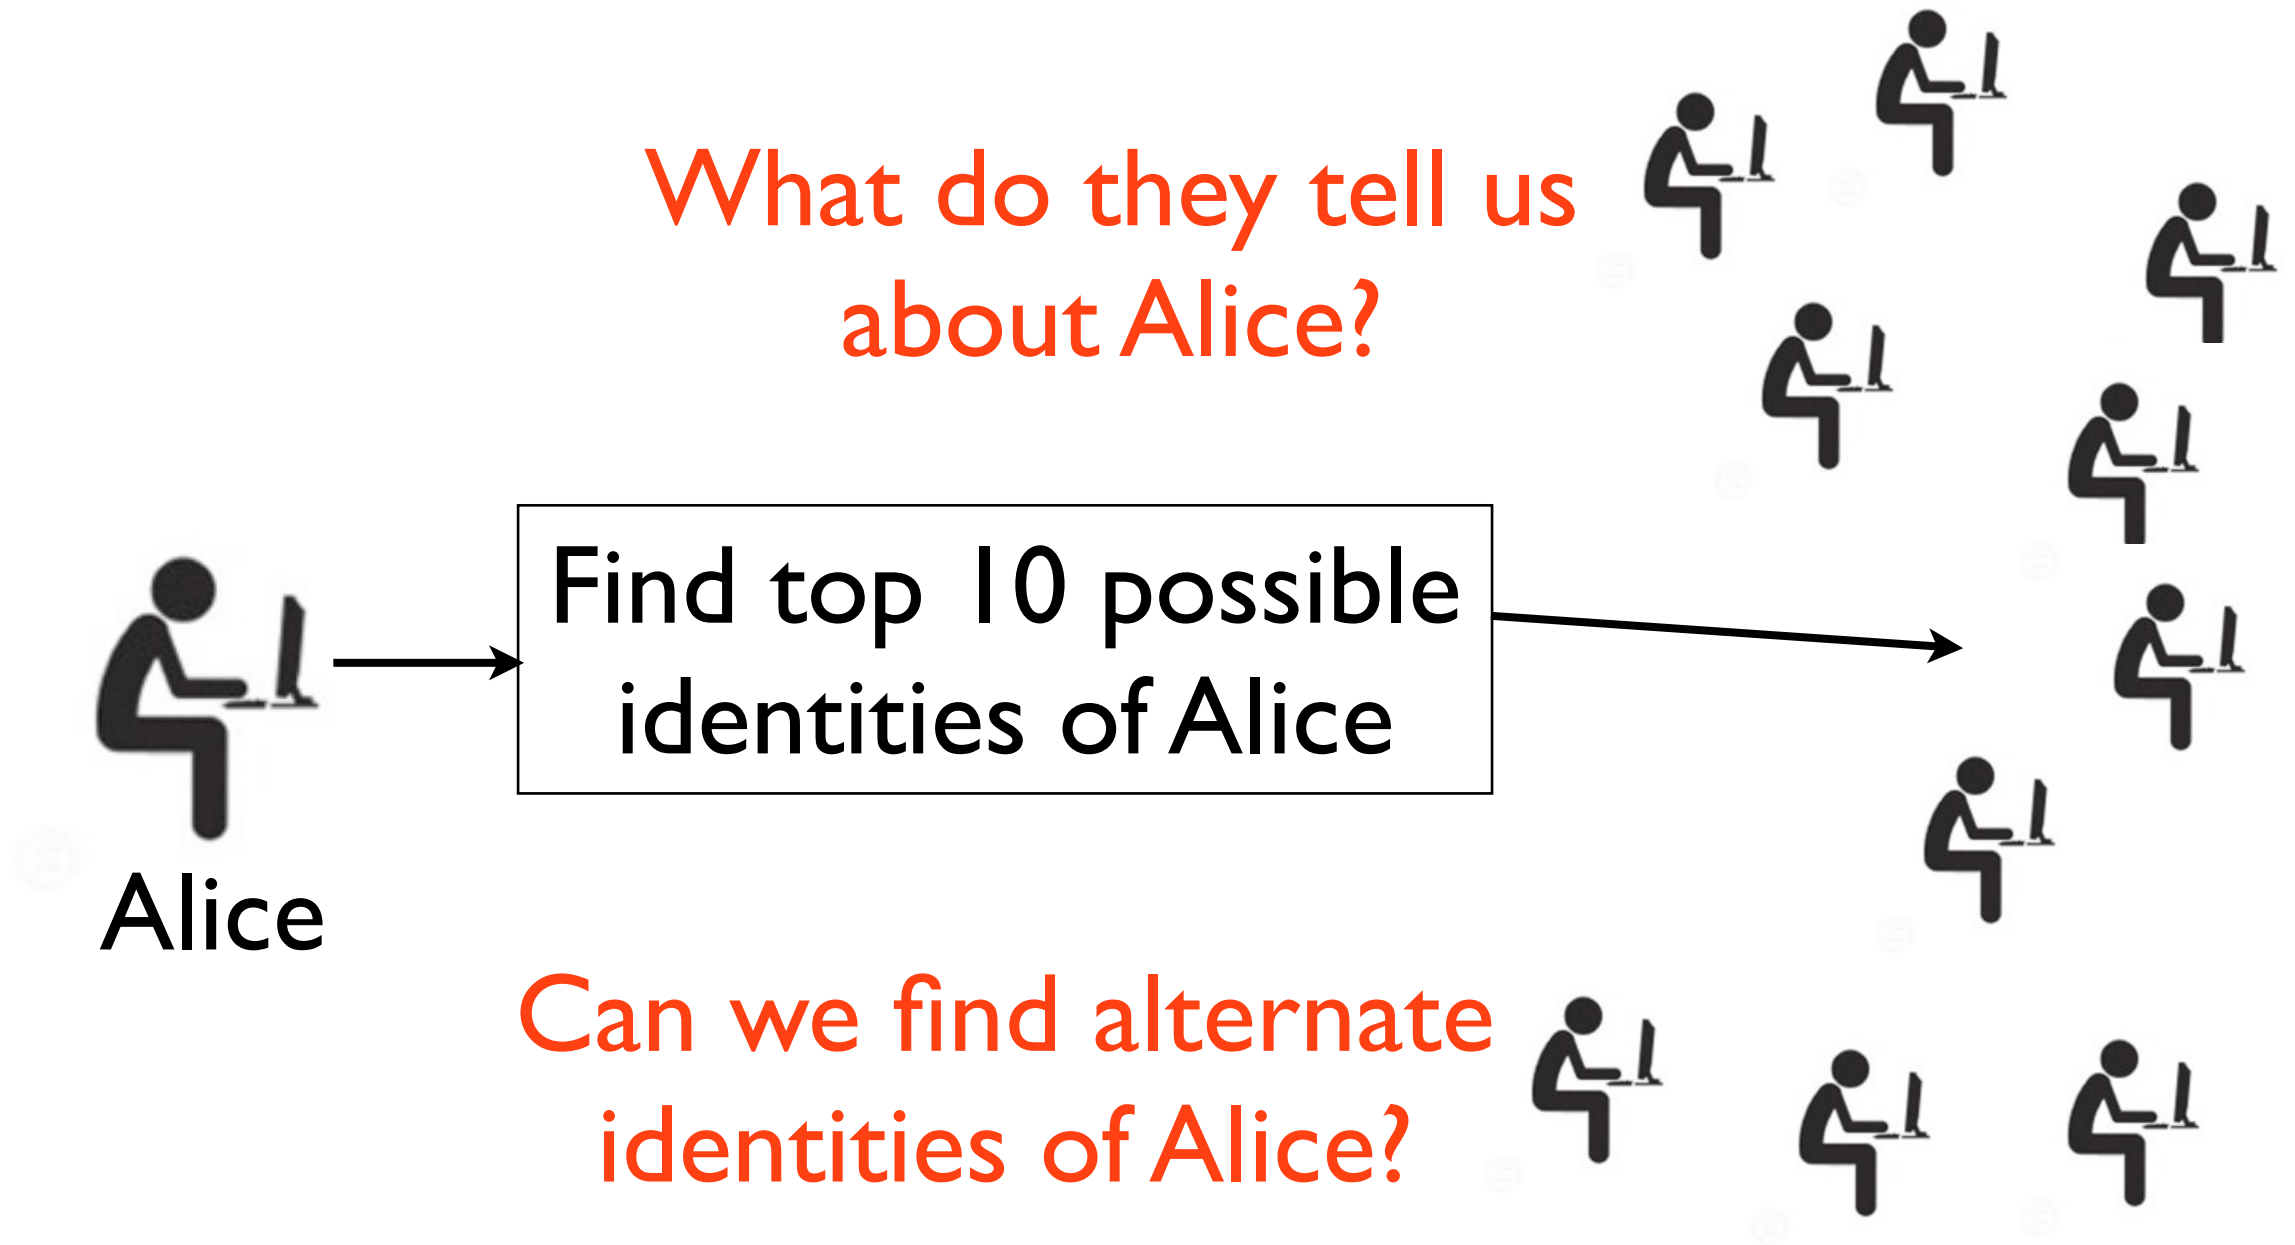 What do they tell us
about Alice?
Find top 10 possible
identities of Alice
Alice
Can we find alternate
identities of Alice?